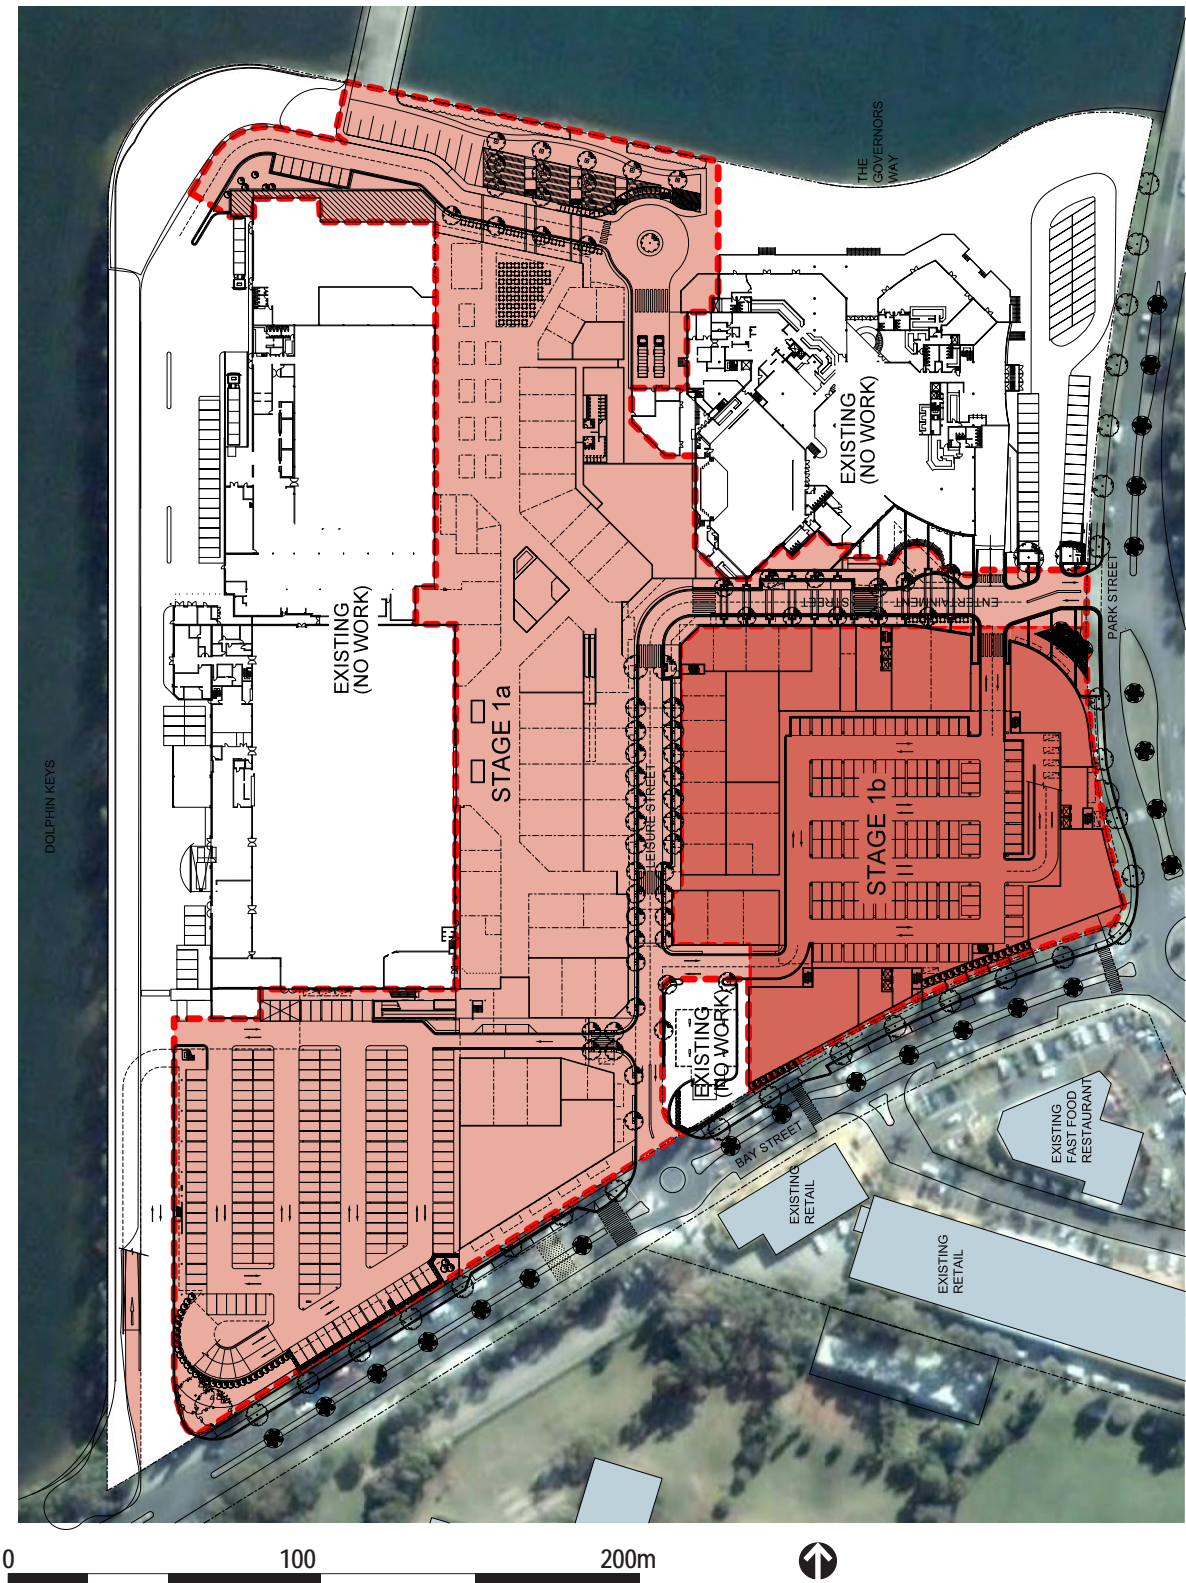 THE
GOVERNORS
WAY
EXISTING
(NO WORK)
EXISTING
(NO WORK)
ENTERTAINMENT
STREET
PARK STREET
STAGE 1a
LEISURE STREET
STAGE 1b
DOLPHIN KEYS
EXISTING
(NO WORK)
BAY STREET
EXISTING
FAST FOOD
RESTAURANT
EXISTING
RETAIL
EXISTING
RETAIL
0 100 200m